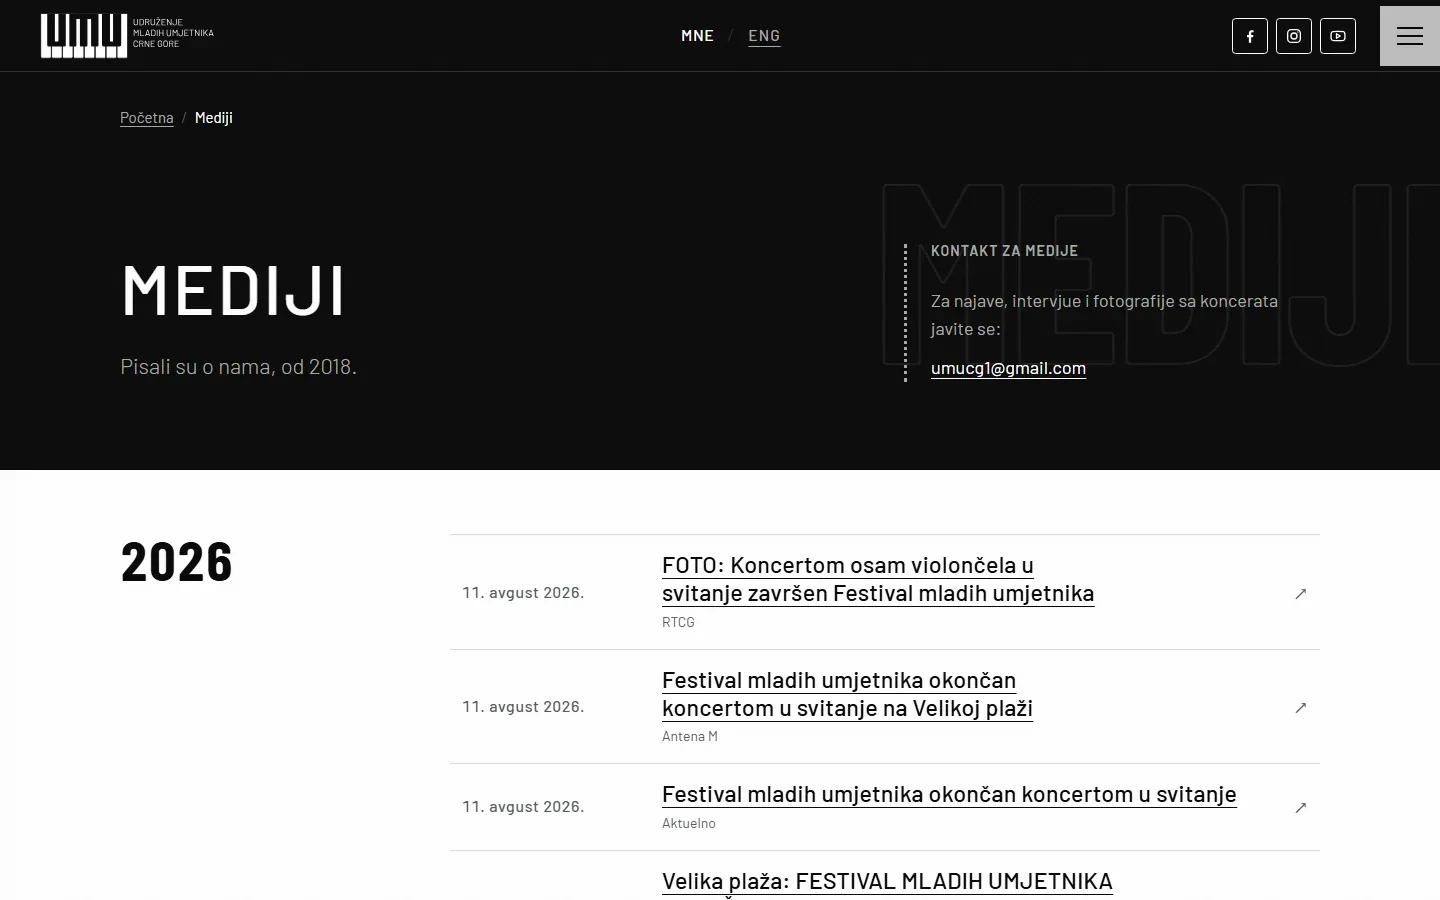 UDRUŽENJE
MLADIH UMJETNIKA
CRNE GORE
MNE / ENG
Početna / Mediji
MEDIJI
MEDIJI
Pisali su o nama, od 2018.
KONTAKT ZA MEDIJE
Za najave, intervjue i fotografije sa koncerata
javite se:
umucg1@gmail.com
2026
11. avgust 2026.
FOTO: Koncertom osam violončela u
svitanje završen Festival mladih umjetnika
RTCG
11. avgust 2026.
Festival mladih umjetnika okončan
koncertom u svitanje na Velikoj plaži
Antena M
11. avgust 2026.
Festival mladih umjetnika okončan koncertom u svitanje
Aktuelno
Velika plaža: FESTIVAL MLADIH UMJETNIKA